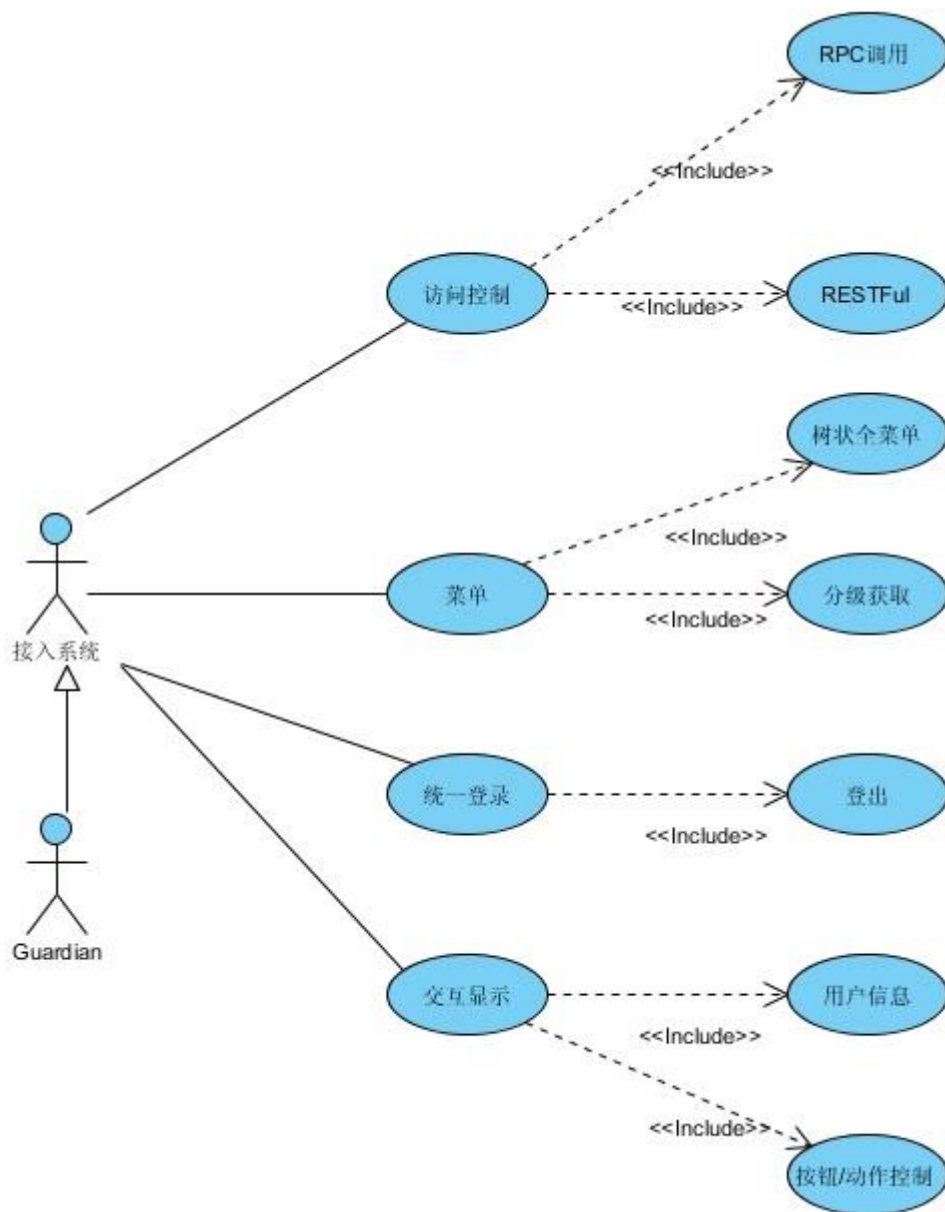 RPC调用
<<Include>>
访问控制
RESTFul
<<Include>>
树状全菜单
<<Include>>
菜单
分级获取
<<Include>>
接入系统
统一登录
登出
<<Include>>
Guardian
交互显示
用户信息
<<Include>>
<<Include>>
按钮/动作控制